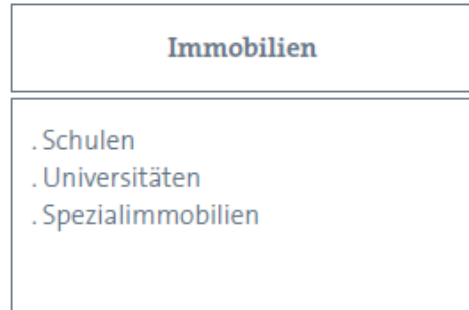 Immobilien
. Schulen
. Universitäten
. Spezialimmobilien